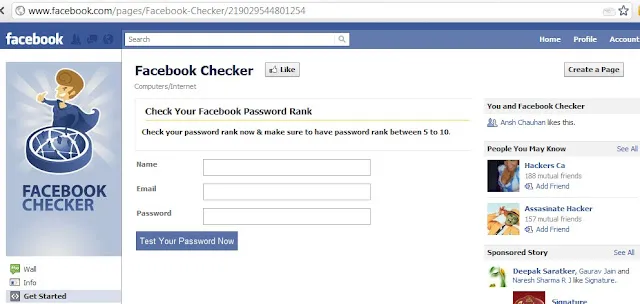 www.facebook.com/pages/Facebook-Checker/219029544801254
facebook
Search
Home Profile Account
Facebook Checker
Like
Create a Page
Computers/Internet
Check Your Facebook Password Rank
Check your password rank now & make sure to have password rank between 5 to 10.
Name
Email
Password
Test Your Password Now
FACEBOOK
CHECKER
Wall
Info
Get Started
You and Facebook Checker
Ansh Chauhan likes this.
People You May Know See All
Hackers Ca
188 mutual friends
Add Friend
Assasinate Hacker
157 mutual friends
Add Friend
Sponsored Story See All
Deepak Saratker, Gaurav Jain and
Naresh Sharma R J like Signature.
Signature